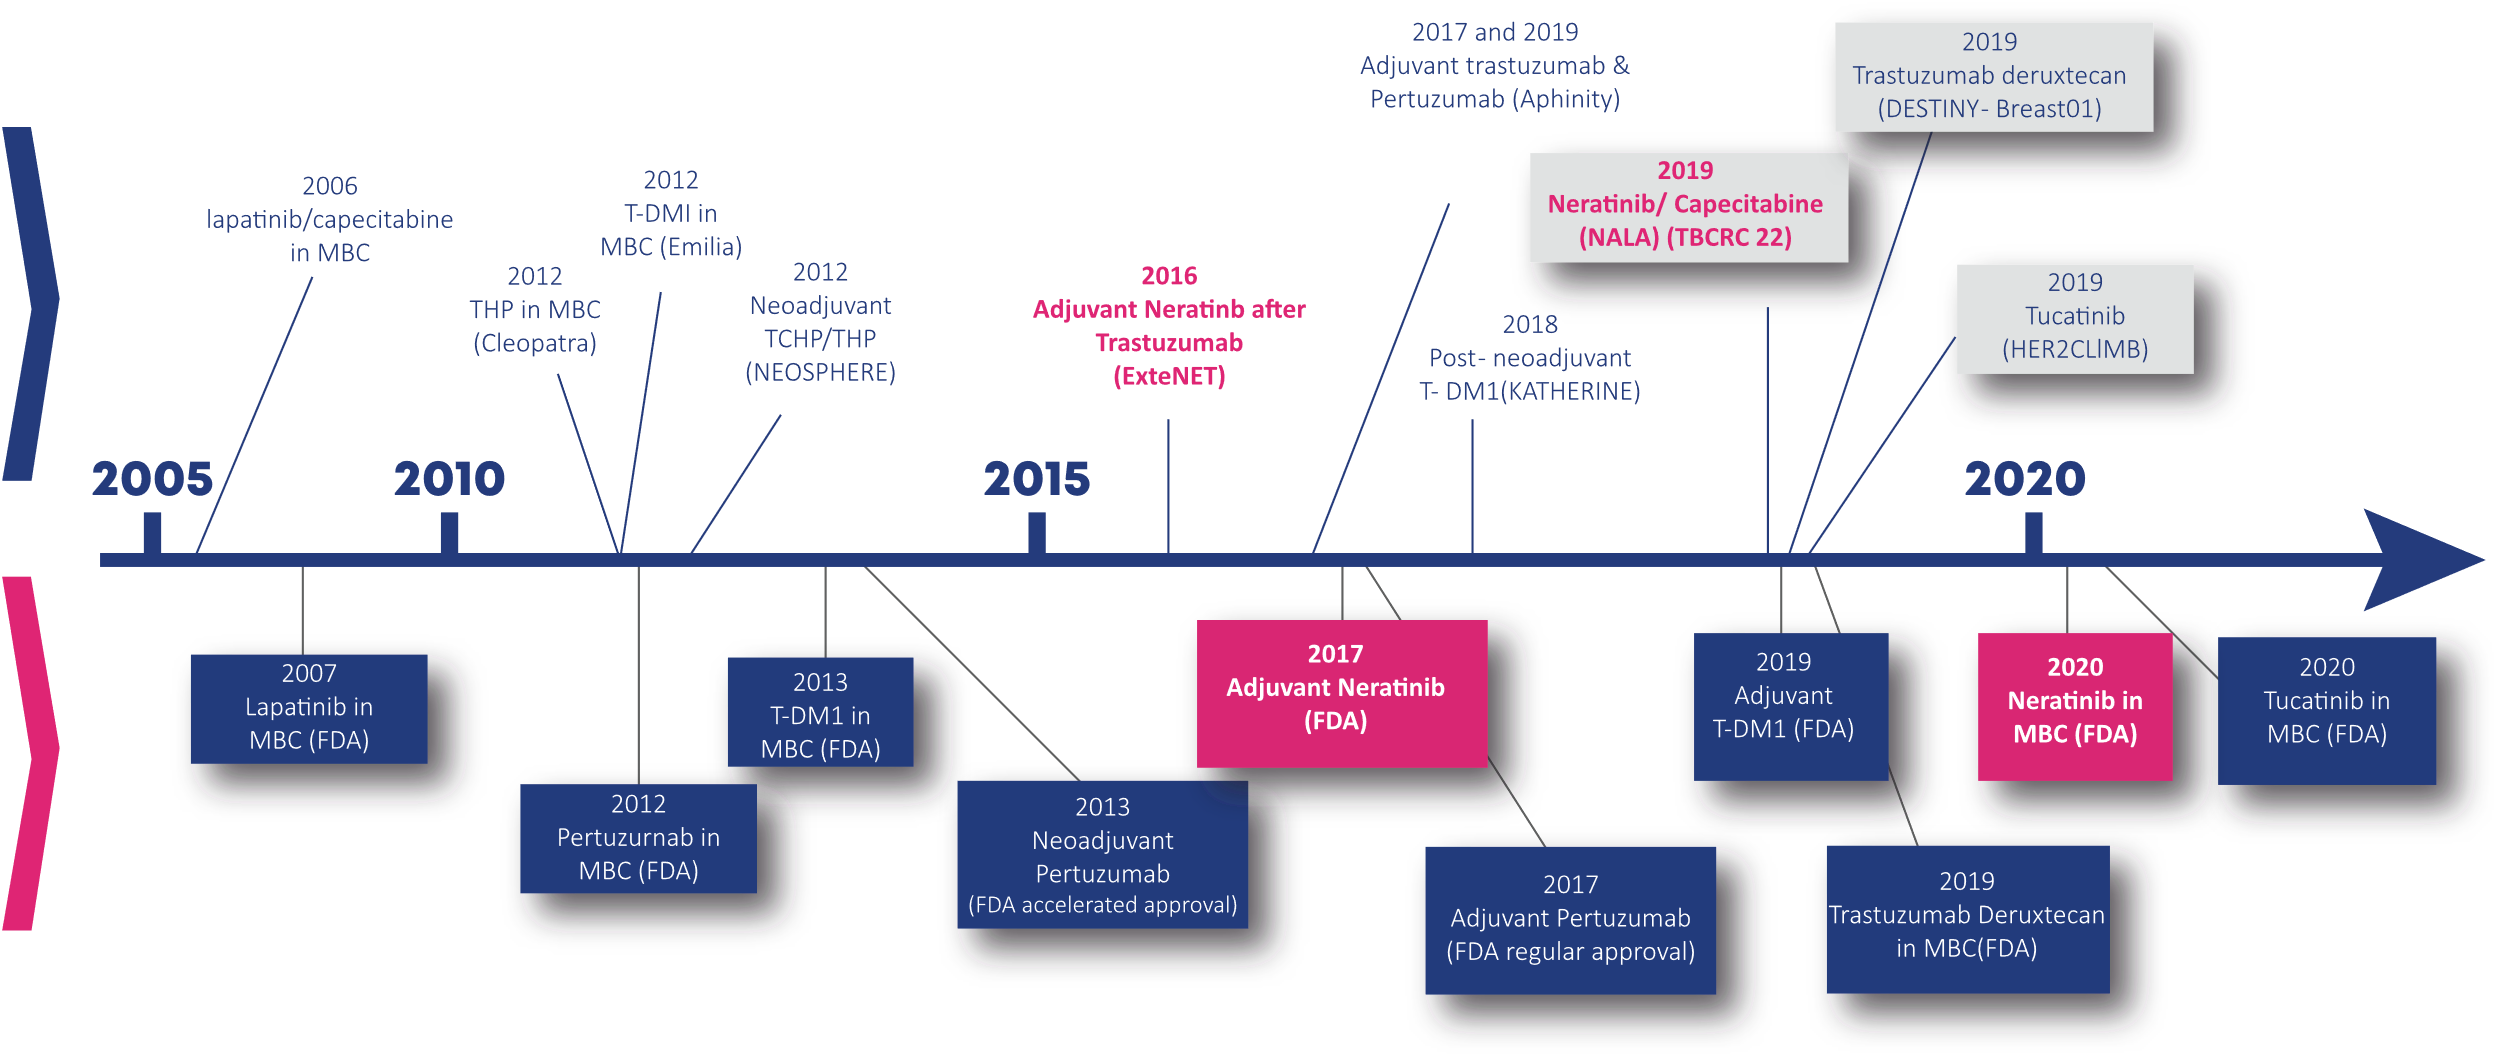 2006
lapatinib/capecitabine
in MBC
2012
THP in MBC
(Cleopatra)
2012
T-DMI in
MBC (Emilia)
2012
Neoadjuvant
TCHP/THP
(NEOSPHERE)
2016
Adjuvant Neratinb after
Trastuzumab
(ExteNET)
2017 and 2019
Adjuvant trastuzumab &
Pertuzumab (Aphinity)
2018
Post- neoadjuvant
T- DM1(KATHERINE)
2019
Neratinib/ Capecitabine
(NALA) (TBCRC 22)
2019
Trastuzumab deruxtecan
(DESTINY- Breast01)
2019
Tucatinib
(HER2CLlMB)
2005
2010
2015
2020
2007
Lapatinib in
MBC (FDA)
2012
Pertuzurnab in
MBC (FDA)
2013
T-DM1 in
MBC (FDA)
2013
Neoadjuvant
Pertuzumab
(FDA accelerated approval)
2017
Adjuvant Neratinib
(FDA)
2017
Adjuvant Pertuzumab
(FDA regular approval)
2019
Adjuvant
T-DM1 (FDA)
2019
Trastuzumab Deruxtecan
in MBC(FDA)
2020
Neratinib in
MBC (FDA)
2020
Tucatinib in
MBC (FDA)